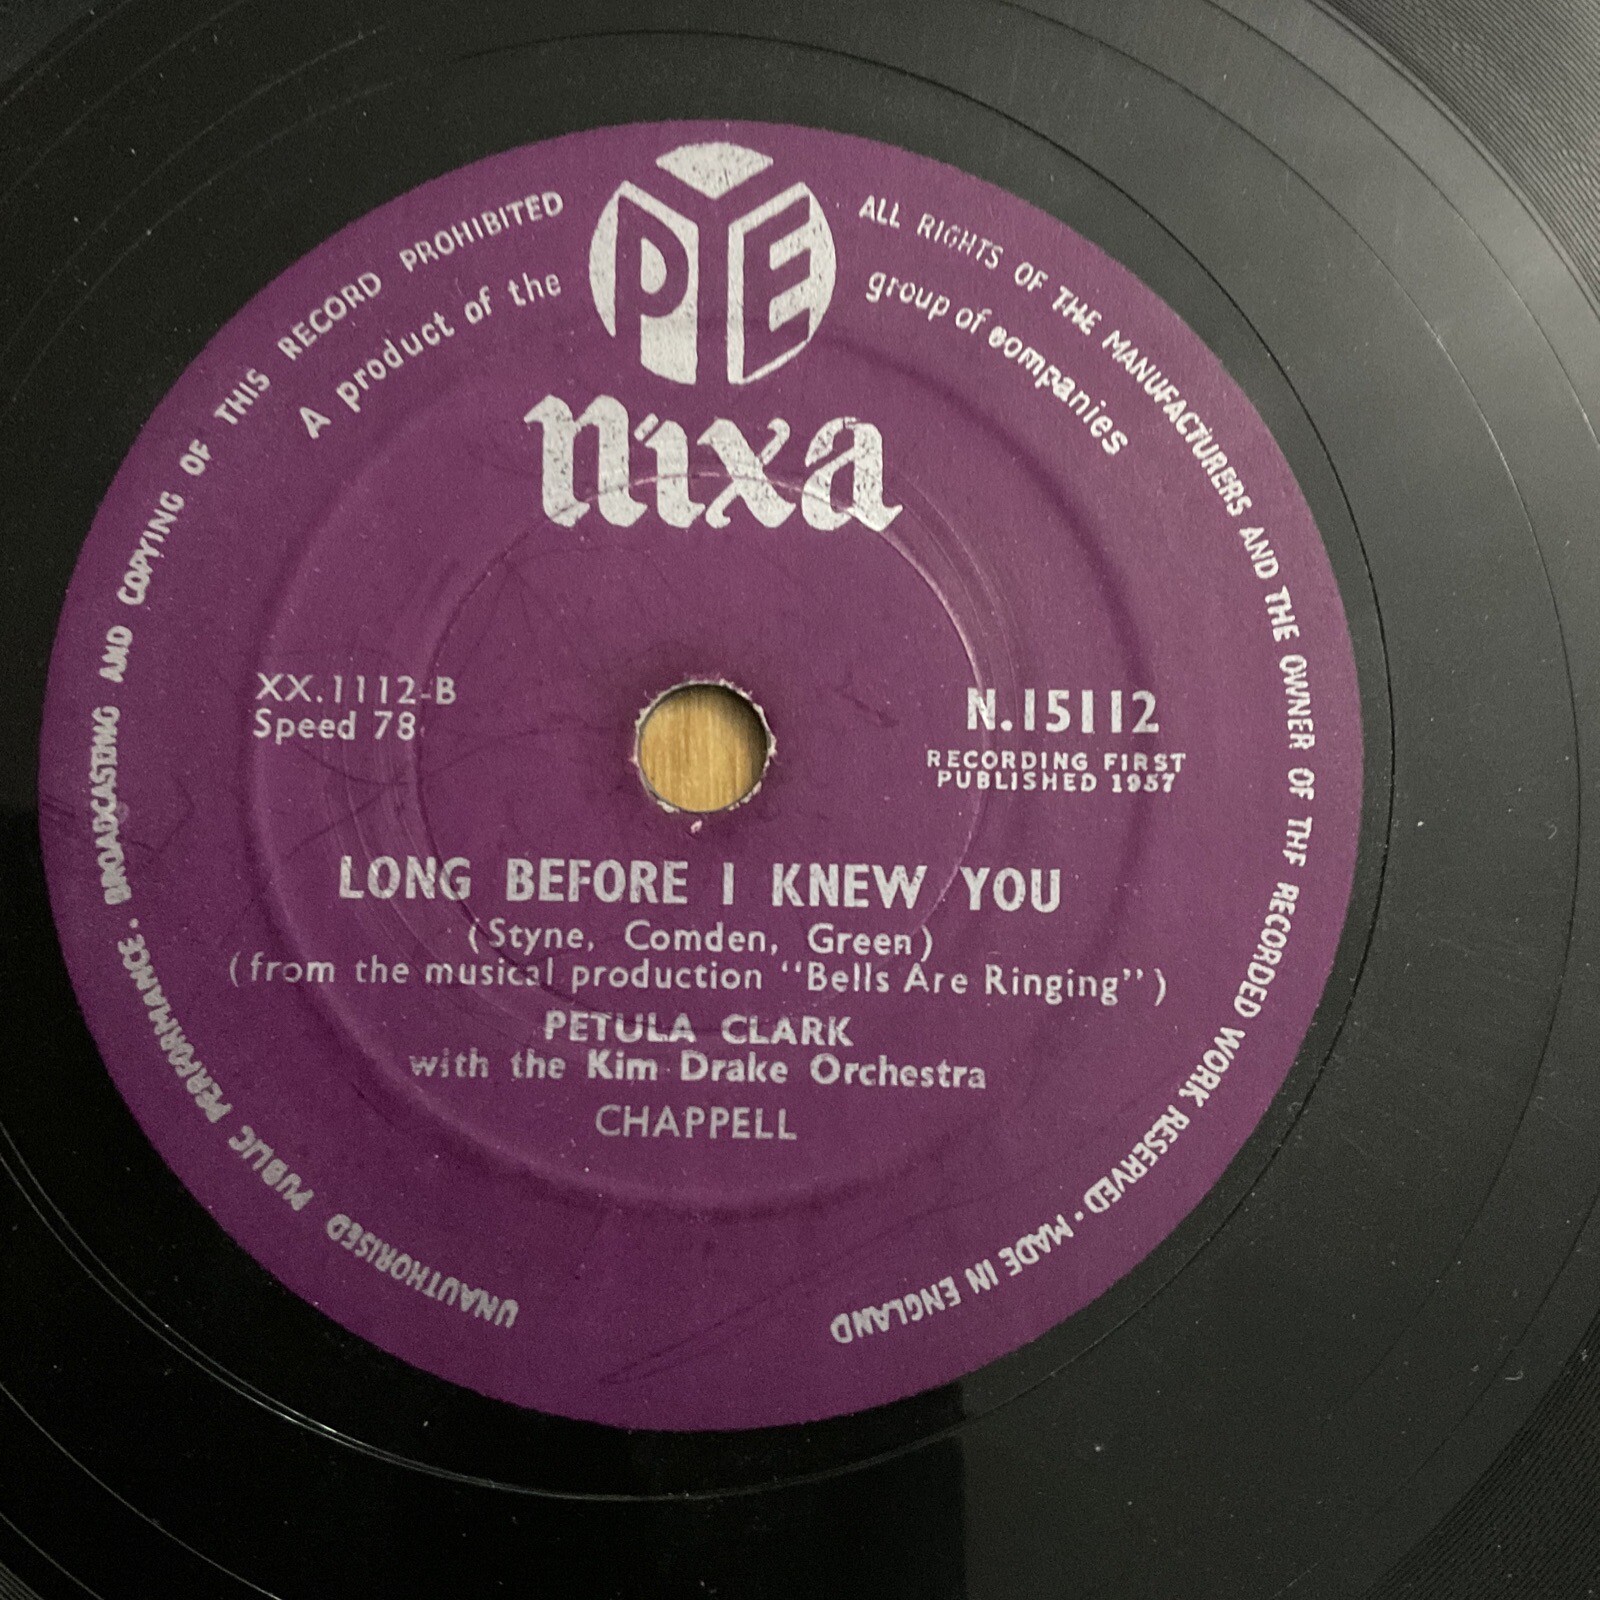 UNAUTHORISED PUBLIC PERFORMANCE. BROADCASTING AND COPYING OF THIS RECORD PROHIBITED
ALL RIGHTS OF THE MANUFACTURERS AND THE OWNER OF THE RECORDED WORK RESERVED · MADE IN ENGLAND
A product of the
PYE
group of companies
nixa
XX.1112-B
Speed 78
N.15112
RECORDING FIRST
PUBLISHED 1957
LONG BEFORE I KNEW YOU
(Styne, Comden, Green)
(from the musical production "Bells Are Ringing")
PETULA CLARK
with the Kim Drake Orchestra
CHAPPELL